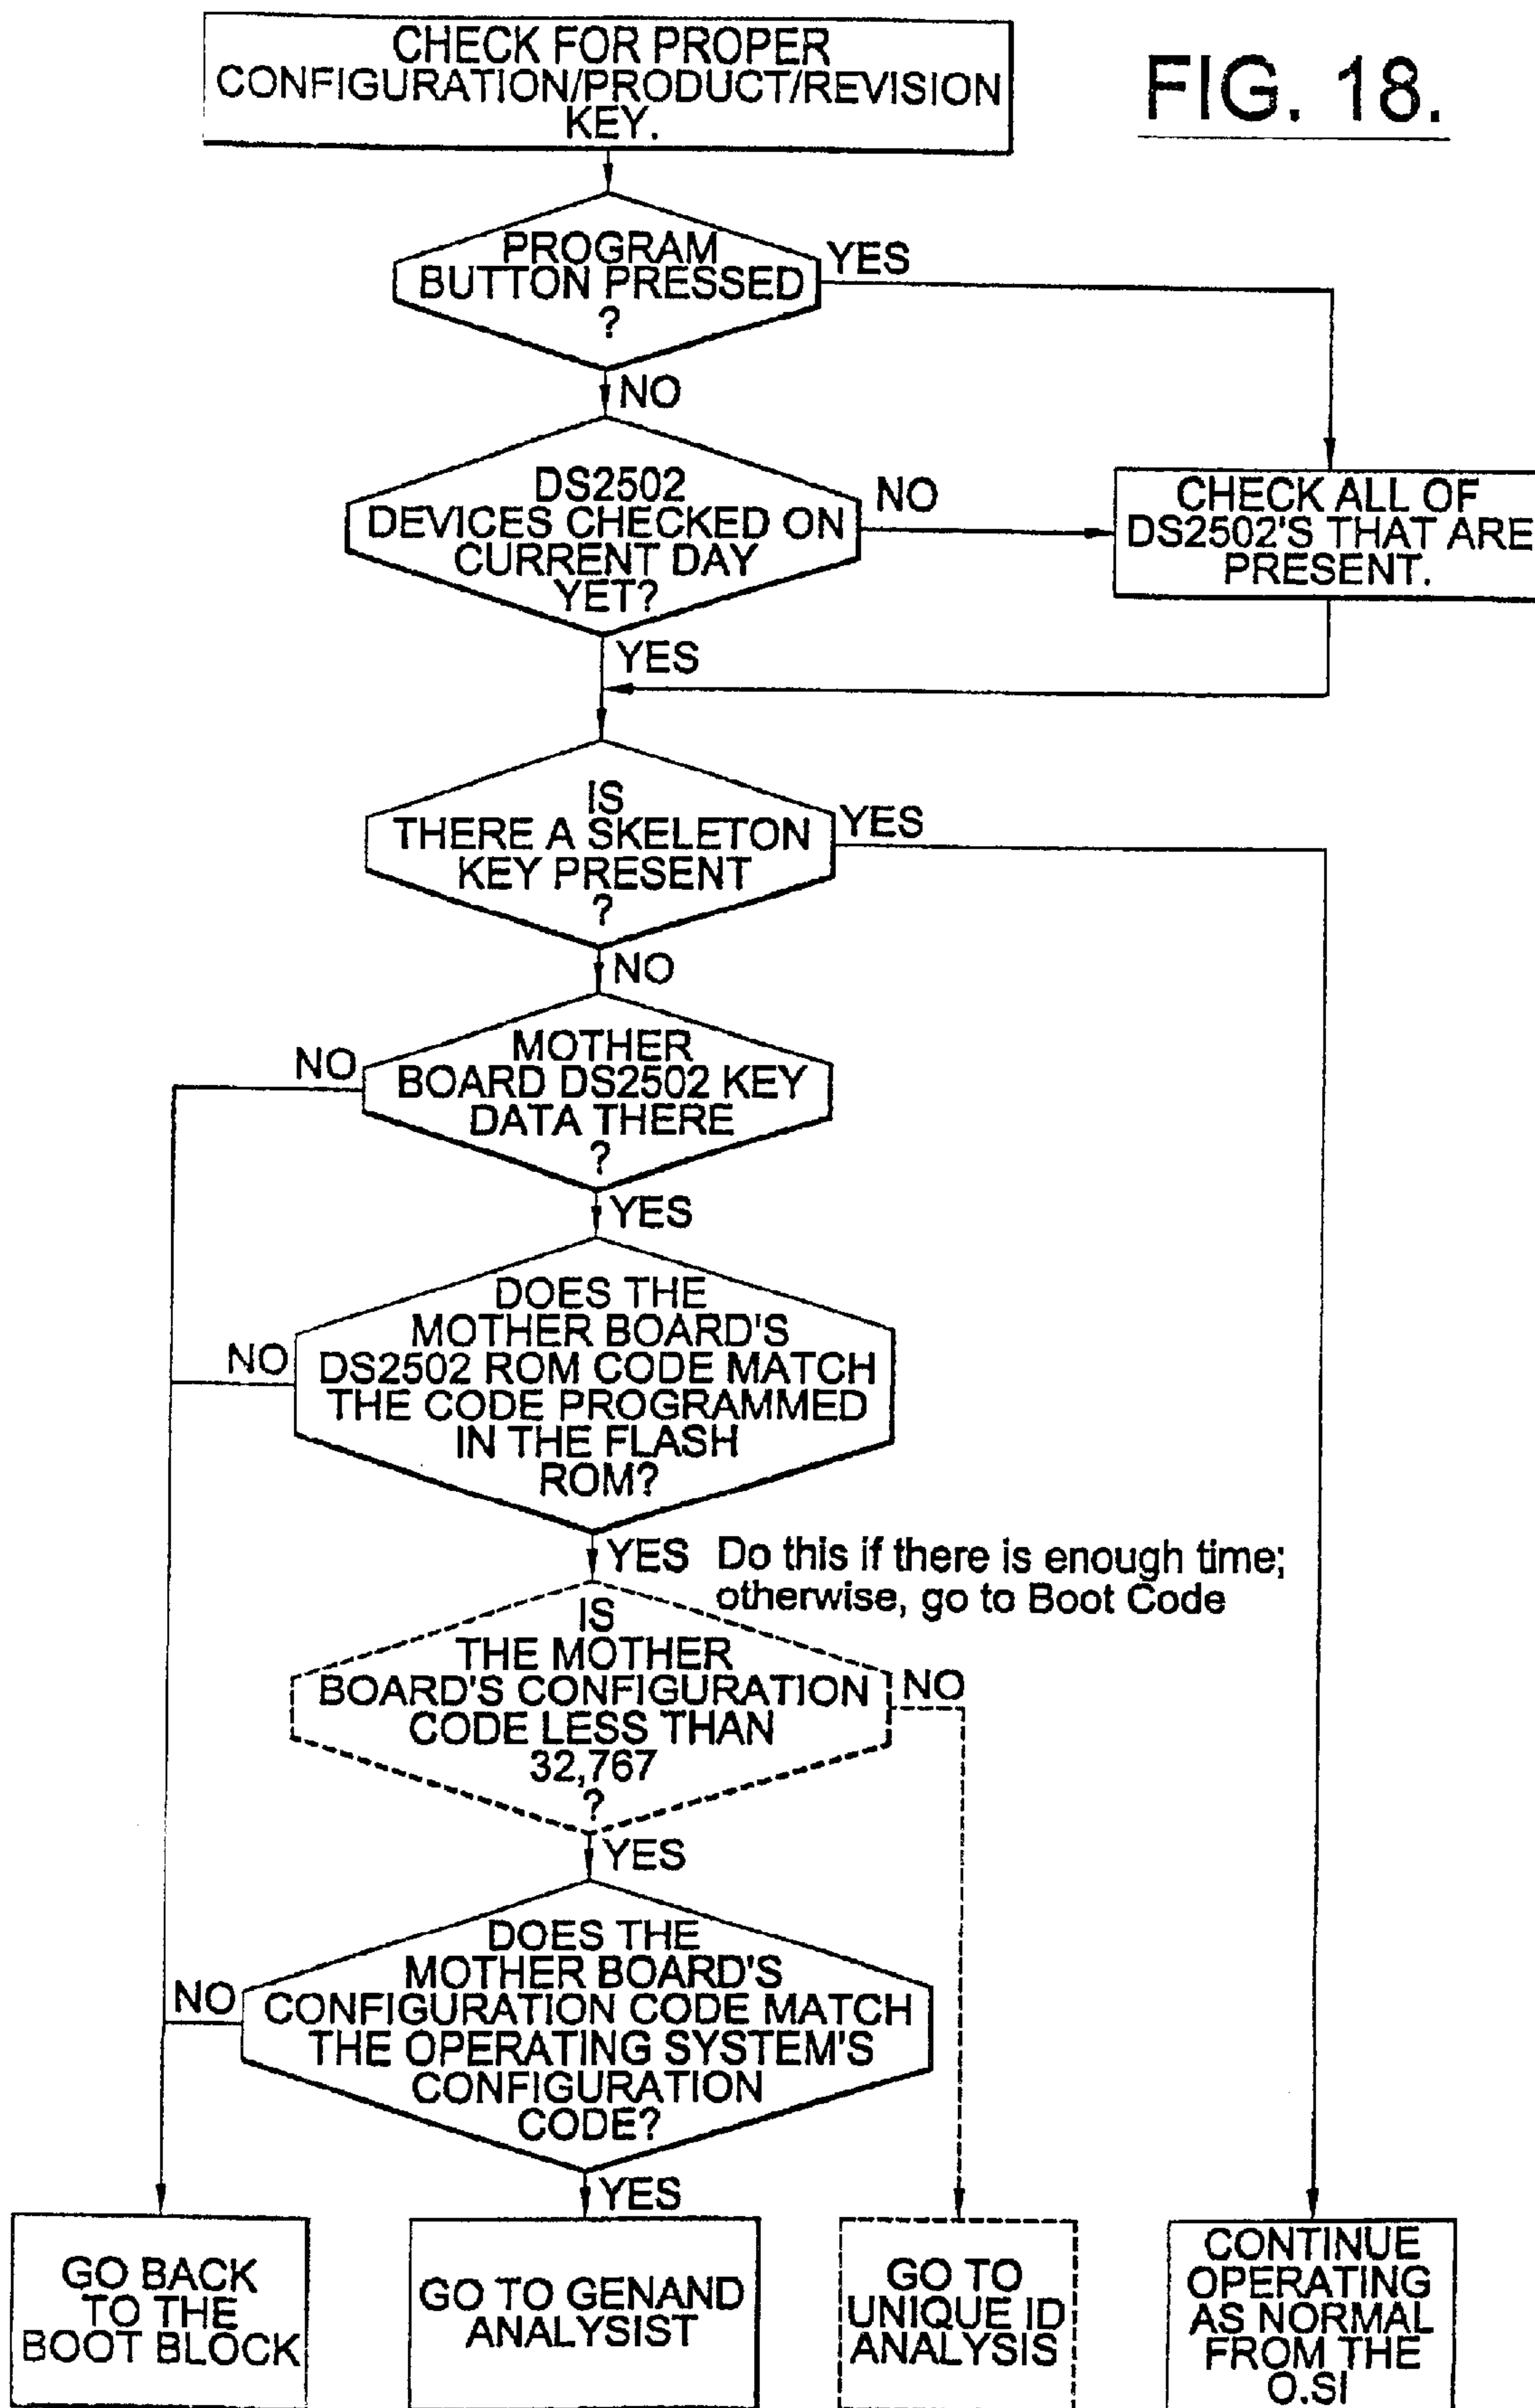 CHECK FOR PROPER
CONFIGURATION/PRODUCT/REVISION
KEY.
FIG. 18.
PROGRAM
BUTTON PRESSED
?
YES
NO
DS2502
DEVICES CHECKED ON
CURRENT DAY
YET?
NO
CHECK ALL OF
DS2502'S THAT ARE
PRESENT.
YES
IS
THERE A SKELETON
KEY PRESENT
?
YES
NO
MOTHER
BOARD DS2502 KEY
DATA THERE
?
NO
YES
DOES THE
MOTHER BOARD'S
DS2502 ROM CODE MATCH
THE CODE PROGRAMMED
IN THE FLASH
ROM?
NO
YES
Do this if there is enough time;
otherwise, go to Boot Code
IS
THE MOTHER
BOARD'S CONFIGURATION
CODE LESS THAN
32,767
?
NO
YES
DOES THE
MOTHER BOARD'S
CONFIGURATION CODE MATCH
THE OPERATING SYSTEM'S
CONFIGURATION
CODE?
NO
YES
GO BACK
TO THE
BOOT BLOCK
GO TO GENAND
ANALYSIST
GO TO
UNIQUE ID
ANALYSIS
CONTINUE
OPERATING
AS NORMAL
FROM THE
O.SI